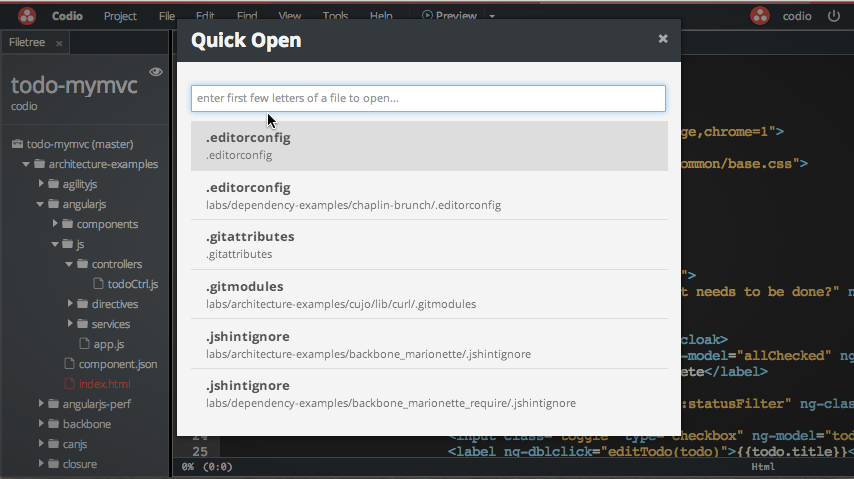 Codio Project File Edit Find View Tools Help Preview codio
Filetree
todo-mymvc
codio
todo-mymvc (master)
architecture-examples
agilityjs
angularjs
components
js
controllers
todoCtrl.js
directives
services
app.js
component.json
index.html
angularjs-perf
backbone
canjs
closure
Quick Open
enter first few letters of a file to open...
.editorconfig
.editorconfig
.editorconfig
labs/dependency-examples/chaplin-brunch/.editorconfig
.gitattributes
.gitattributes
.gitmodules
labs/architecture-examples/cujo/lib/curl/.gitmodules
.jshintignore
labs/architecture-examples/backbone_marionette/.jshintignore
.jshintignore
labs/dependency-examples/backbone_marionette_require/.jshintignore
ge,chrome=1">
ommon/base.css">
">
t needs to be done?" n
cloak>
-model="allChecked" n
ete</label>
:statusFilter" ng-clas
24 <input class="toggle" type="checkbox" ng-model="tod
25 <label ng-dblclick="editTodo(todo)">{{todo.title}}<
0% (0:0) Html